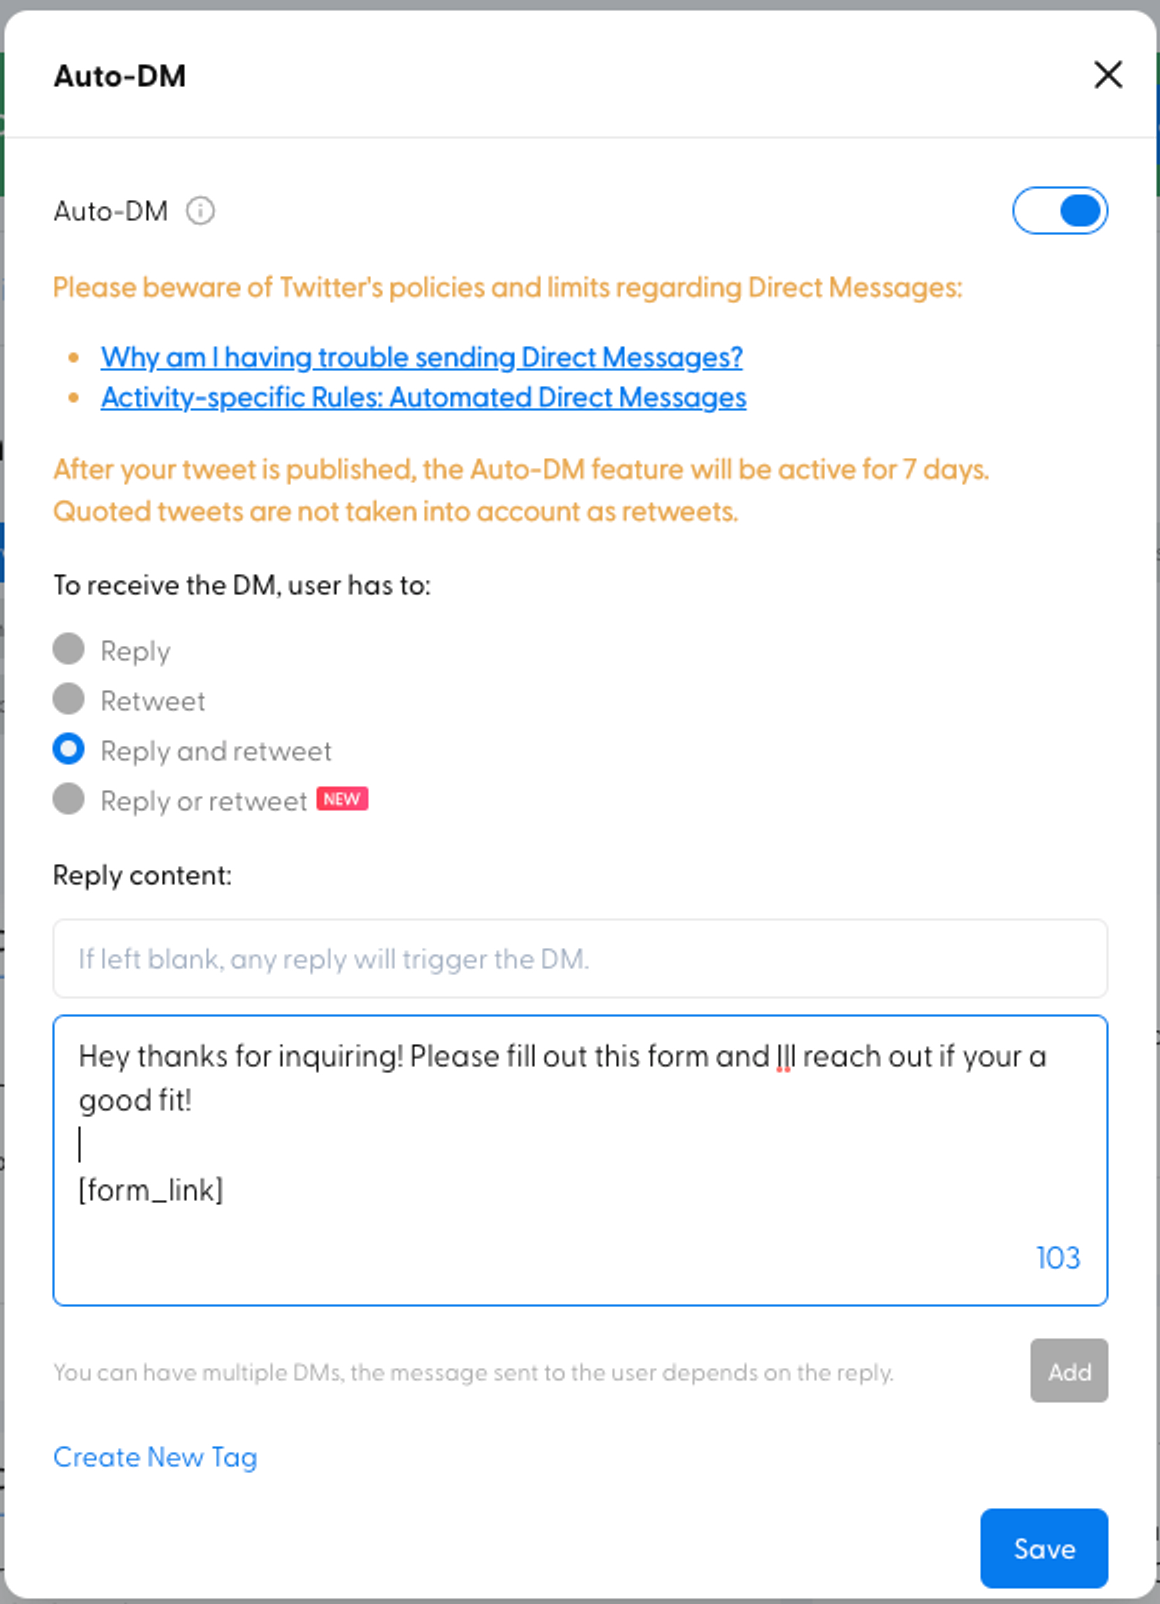 Auto-DM
Auto-DM
Please beware of Twitter's policies and limits regarding Direct Messages:
• Why am I having trouble sending Direct Messages?
• Activity-specific Rules: Automated Direct Messages
After your tweet is published, the Auto-DM feature will be active for 7 days.
Quoted tweets are not taken into account as retweets.
To receive the DM, user has to:
Reply
Retweet
Reply and retweet
Reply or retweet NEW
Reply content:
If left blank, any reply will trigger the DM.
Hey thanks for inquiring! Please fill out this form and Ill reach out if your a
good fit!
[form_link]
103
You can have multiple DMs, the message sent to the user depends on the reply.
Add
Create New Tag
Save